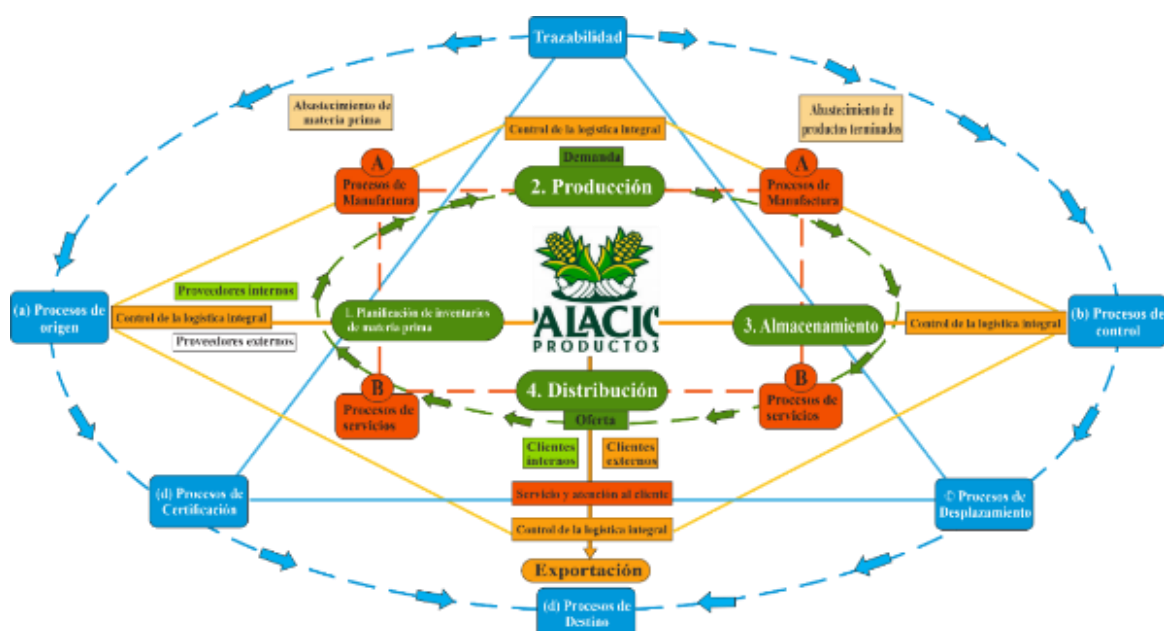 Trazabilidad
Abastecimiento de
materia prima
Abastecimiento de
productos terminados
Control de la logística integral
Demanda
A
Procesos de
Manufactura
2. Producción
A
Procesos de
Manufactura
Proveedores internos
(a) Procesos de
origen
Control de la logística integral
Proveedores externos
1. Planificación de inventarios
de materia prima
PALACIO
PRODUCTOS
3. Almacenamiento
Control de la logística integral
(b) Procesos de
control
B
Procesos de
servicios
4. Distribución
Oferta
B
Procesos de
servicios
Clientes
internos
Clientes
externos
(d) Procesos de
Certificación
Servicio y atención al cliente
© Procesos de
Desplazamiento
Control de la logística integral
Exportación
(d) Procesos de
Destino